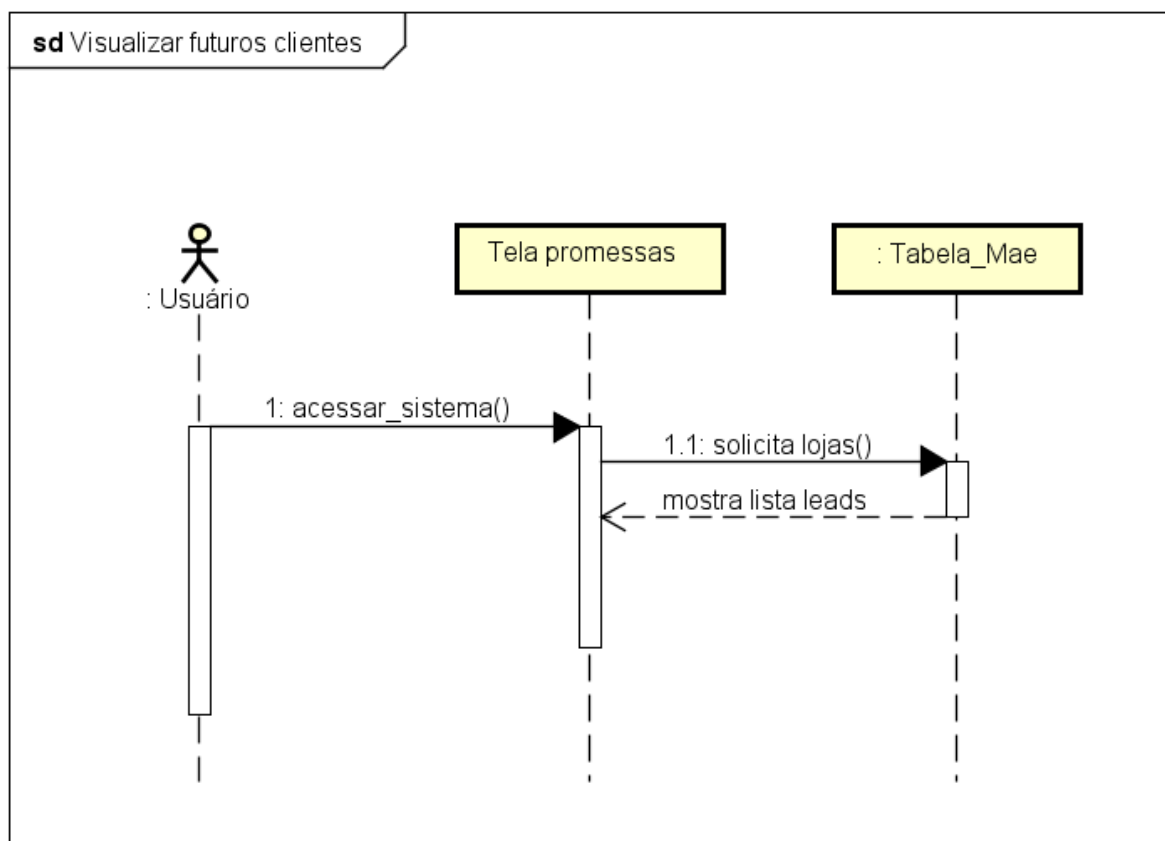 sd Visualizar futuros clientes
: Usuário
Tela promessas
: Tabela_Mae
1: acessar_sistema()
1.1: solicita lojas()
mostra lista leads